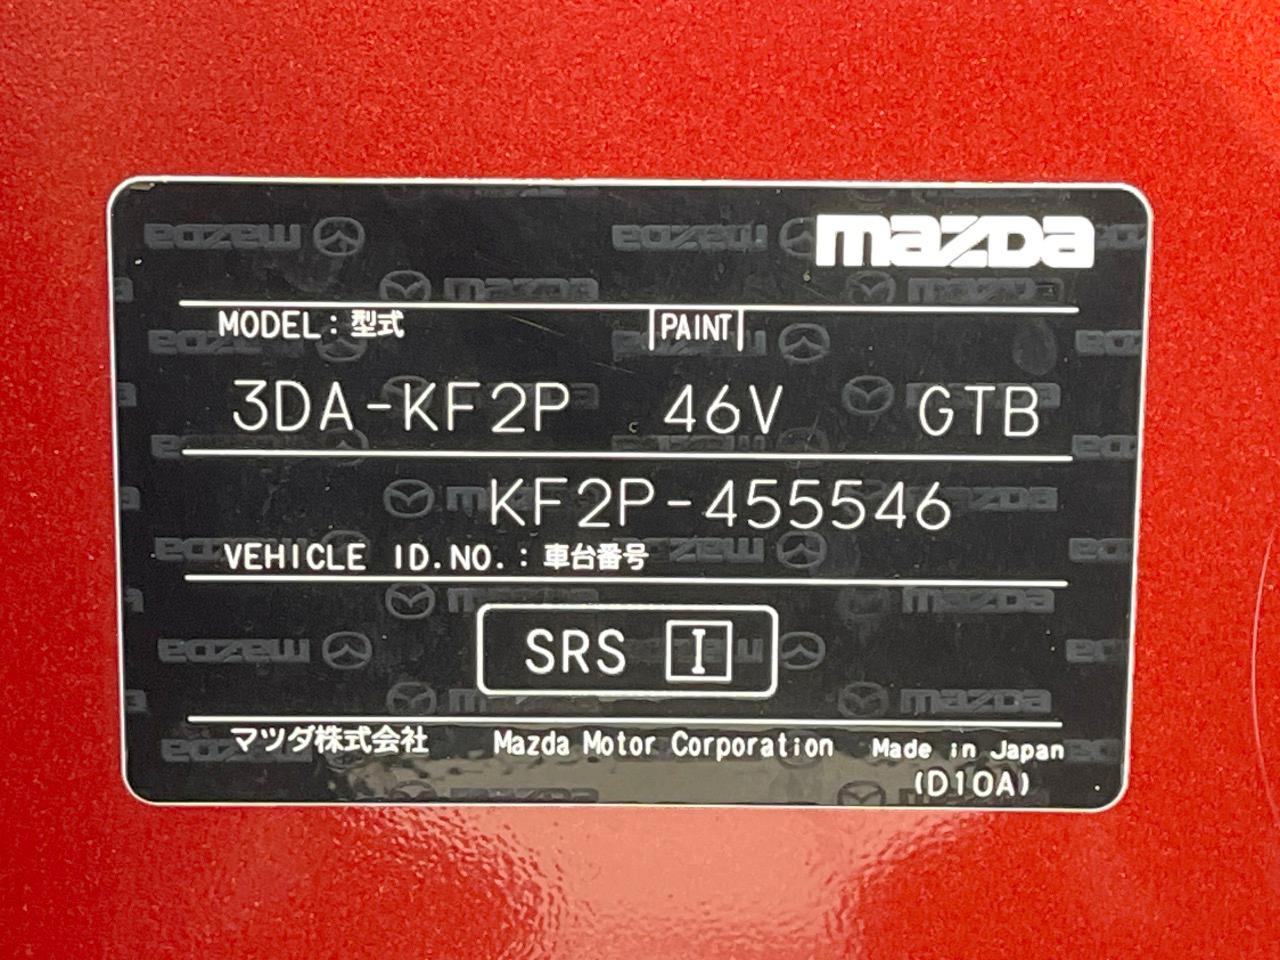 mazda
MODEL : 型式 PAINT
3DA-KF2P 46V GTB
KF2P-455546
VEHICLE ID.NO. : 車台番号
SRS I
マツダ株式会社 Mazda Motor Corporation Made in Japan
(D10A)